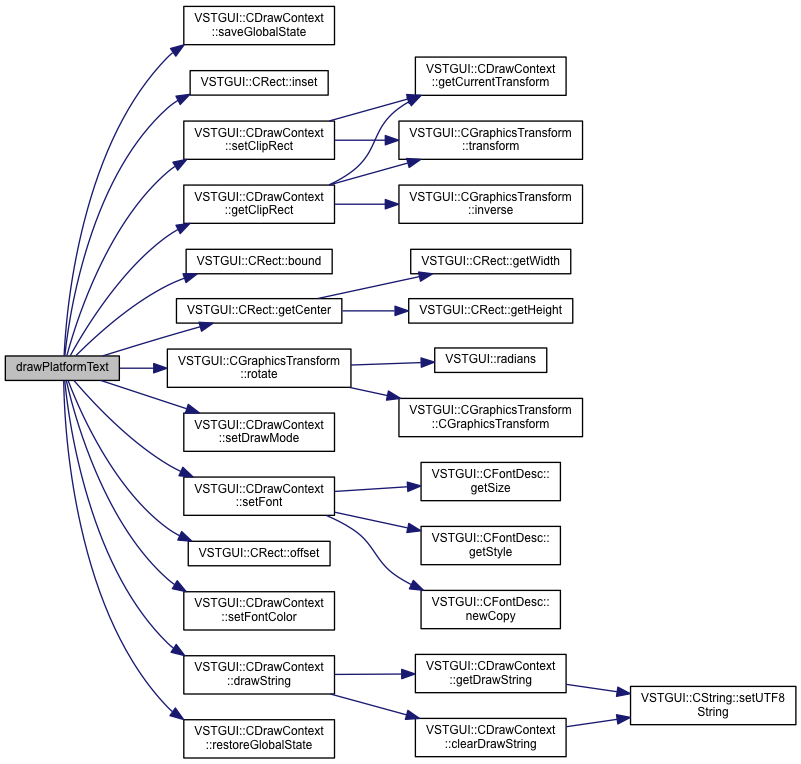 drawPlatformText
VSTGUI::CDrawContext
::saveGlobalState
VSTGUI::CRect::inset
VSTGUI::CDrawContext
::setClipRect
VSTGUI::CDrawContext
::getClipRect
VSTGUI::CRect::bound
VSTGUI::CRect::getCenter
VSTGUI::CGraphicsTransform
::rotate
VSTGUI::CDrawContext
::setDrawMode
VSTGUI::CDrawContext
::setFont
VSTGUI::CRect::offset
VSTGUI::CDrawContext
::setFontColor
VSTGUI::CDrawContext
::drawString
VSTGUI::CDrawContext
::restoreGlobalState
VSTGUI::CDrawContext
::getCurrentTransform
VSTGUI::CGraphicsTransform
::transform
VSTGUI::CGraphicsTransform
::inverse
VSTGUI::CRect::getWidth
VSTGUI::CRect::getHeight
VSTGUI::radians
VSTGUI::CGraphicsTransform
::CGraphicsTransform
VSTGUI::CFontDesc::
getSize
VSTGUI::CFontDesc::
getStyle
VSTGUI::CFontDesc::
newCopy
VSTGUI::CDrawContext
::getDrawString
VSTGUI::CDrawContext
::clearDrawString
VSTGUI::CString::setUTF8
String